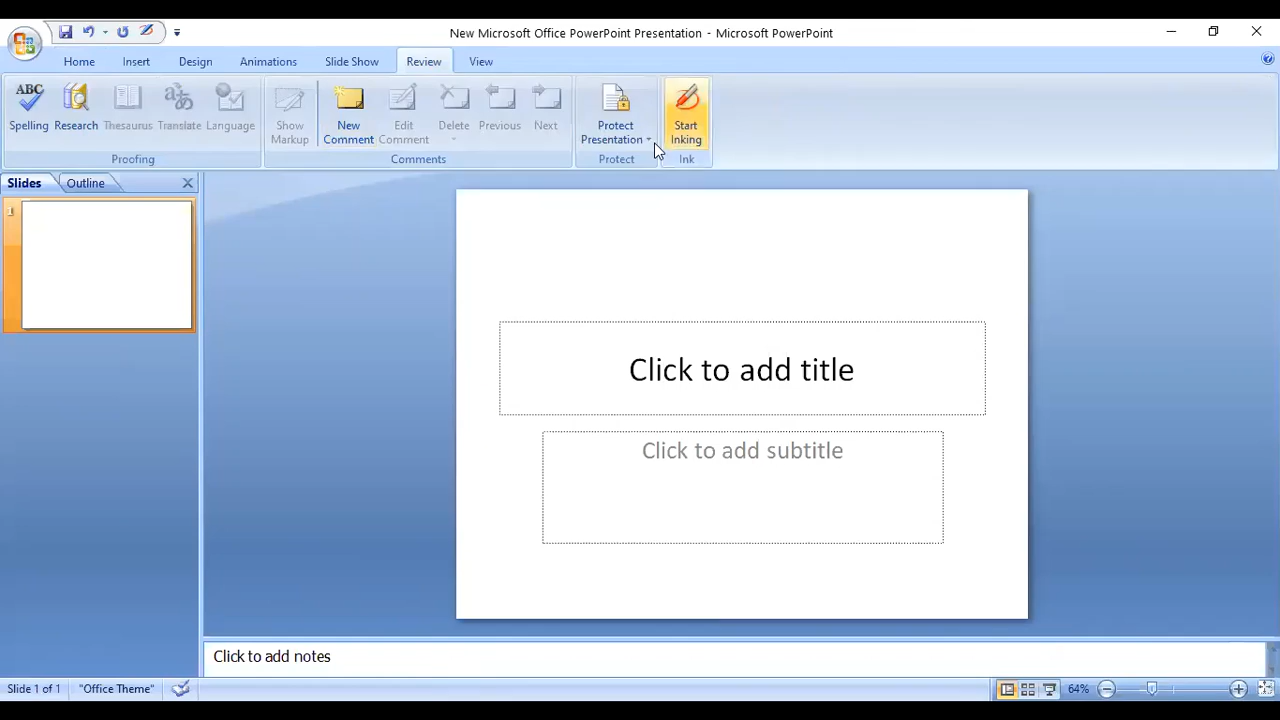 New Microsoft Office PowerPoint Presentation - Microsoft PowerPoint
Home Insert Design Animations Slide Show Review View
ABC
Spelling Research Thesaurus Translate Language Show Markup New Comment Edit Comment Delete Previous Next Protect Presentation Start Inking
Proofing Comments Protect Ink
Slides Outline
1
Click to add title
Click to add subtitle
Click to add notes
Slide 1 of 1 "Office Theme" 64%